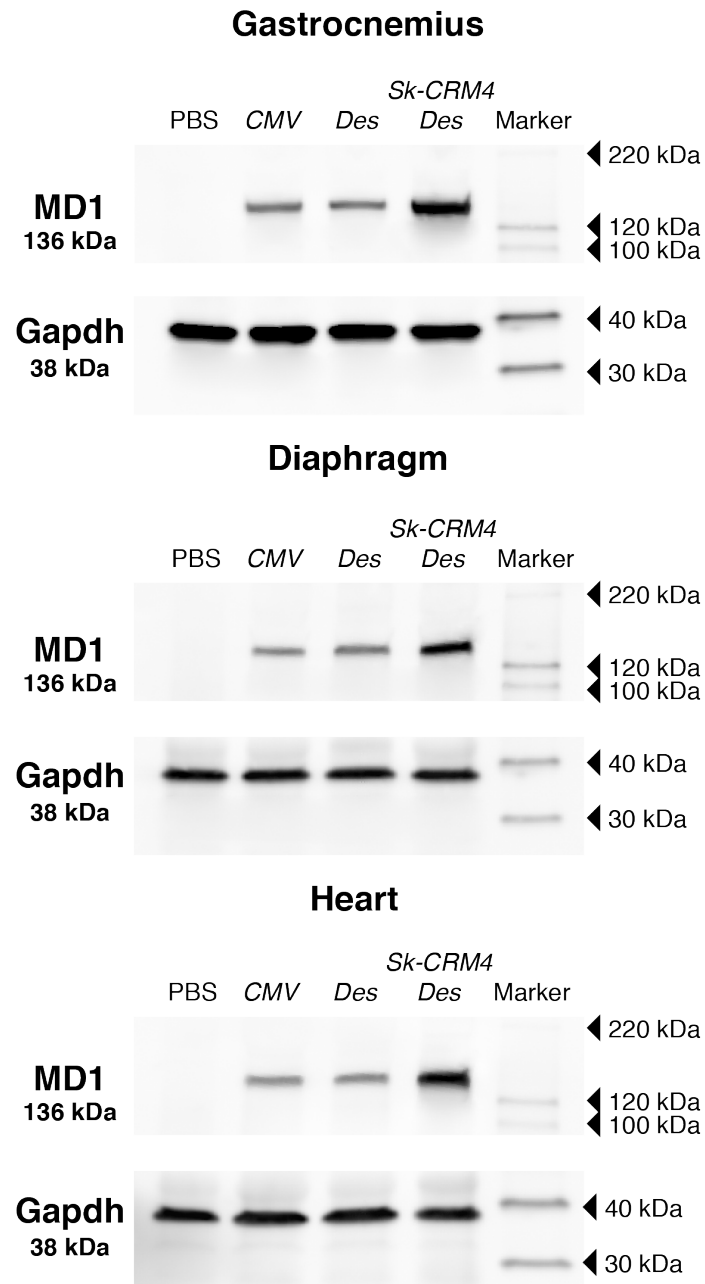 Gastrocnemius
Sk-CRM4
PBS CMV Des Des Marker
220 kDa
MD1
136 kDa
120 kDa
100 kDa
Gapdh
38 kDa
40 kDa
30 kDa
Diaphragm
Sk-CRM4
PBS CMV Des Des Marker
220 kDa
MD1
136 kDa
120 kDa
100 kDa
Gapdh
38 kDa
40 kDa
30 kDa
Heart
Sk-CRM4
PBS CMV Des Des Marker
220 kDa
MD1
136 kDa
120 kDa
100 kDa
Gapdh
38 kDa
40 kDa
30 kDa